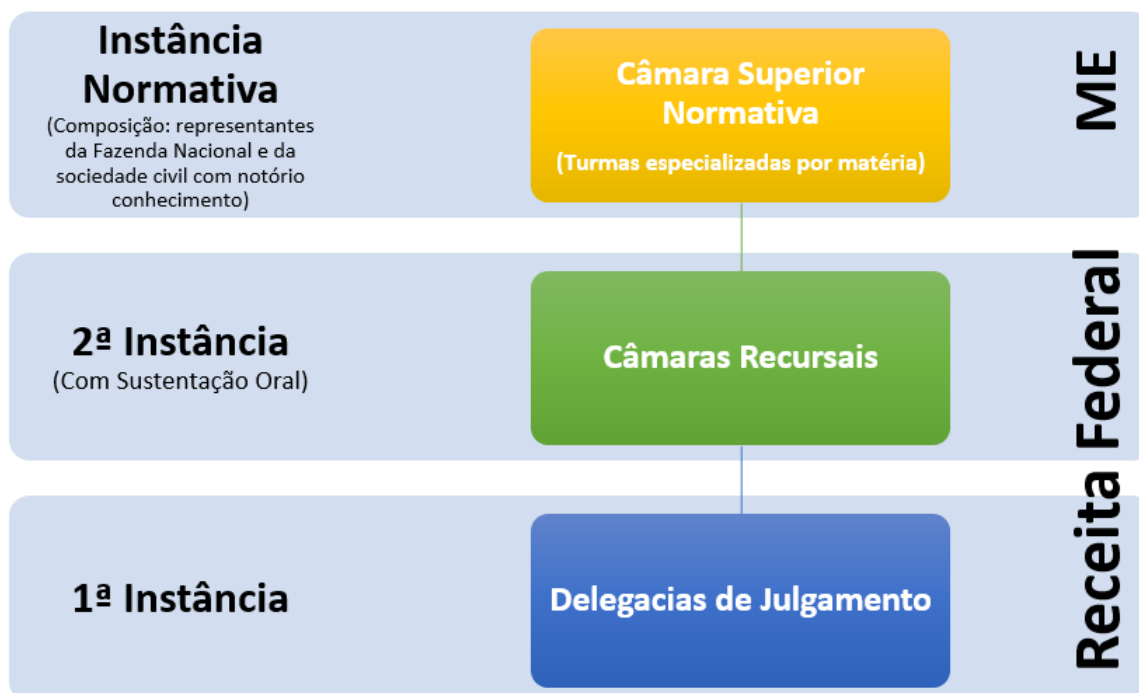 Instância
Normativa
(Composição: representantes
da Fazenda Nacional e da
sociedade civil com notório
conhecimento)
Câmara Superior
Normativa
(Turmas especializadas por matéria)
ME
2ª Instância
(Com Sustentação Oral)
Câmaras Recursais
Receita Federal
1ª Instância
Delegacias de Julgamento